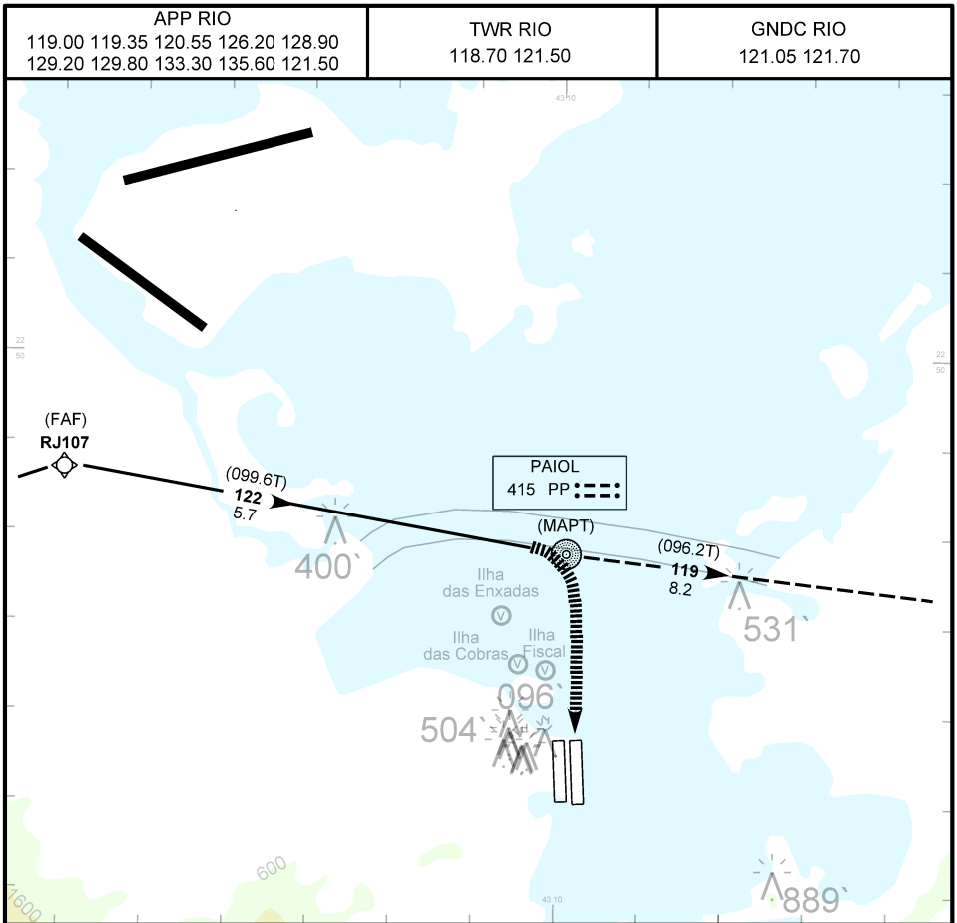 APP RIO
119.00 119.35 120.55 126.20 128.90
129.20 129.80 133.30 135.60 121.50
TWR RIO
118.70 121.50
GNDC RIO
121.05 121.70
43 10
22
50
22
50
(FAF)
RJ107
(099.6T)
122
5.7
PAIOL
415 PP
(MAPT)
(096.2T)
119
8.2
400`
531`
Ilha
das Enxadas
V
Ilha
das Cobras
V
Ilha
Fiscal
V
096`
504`
600
1600
43 10
889`